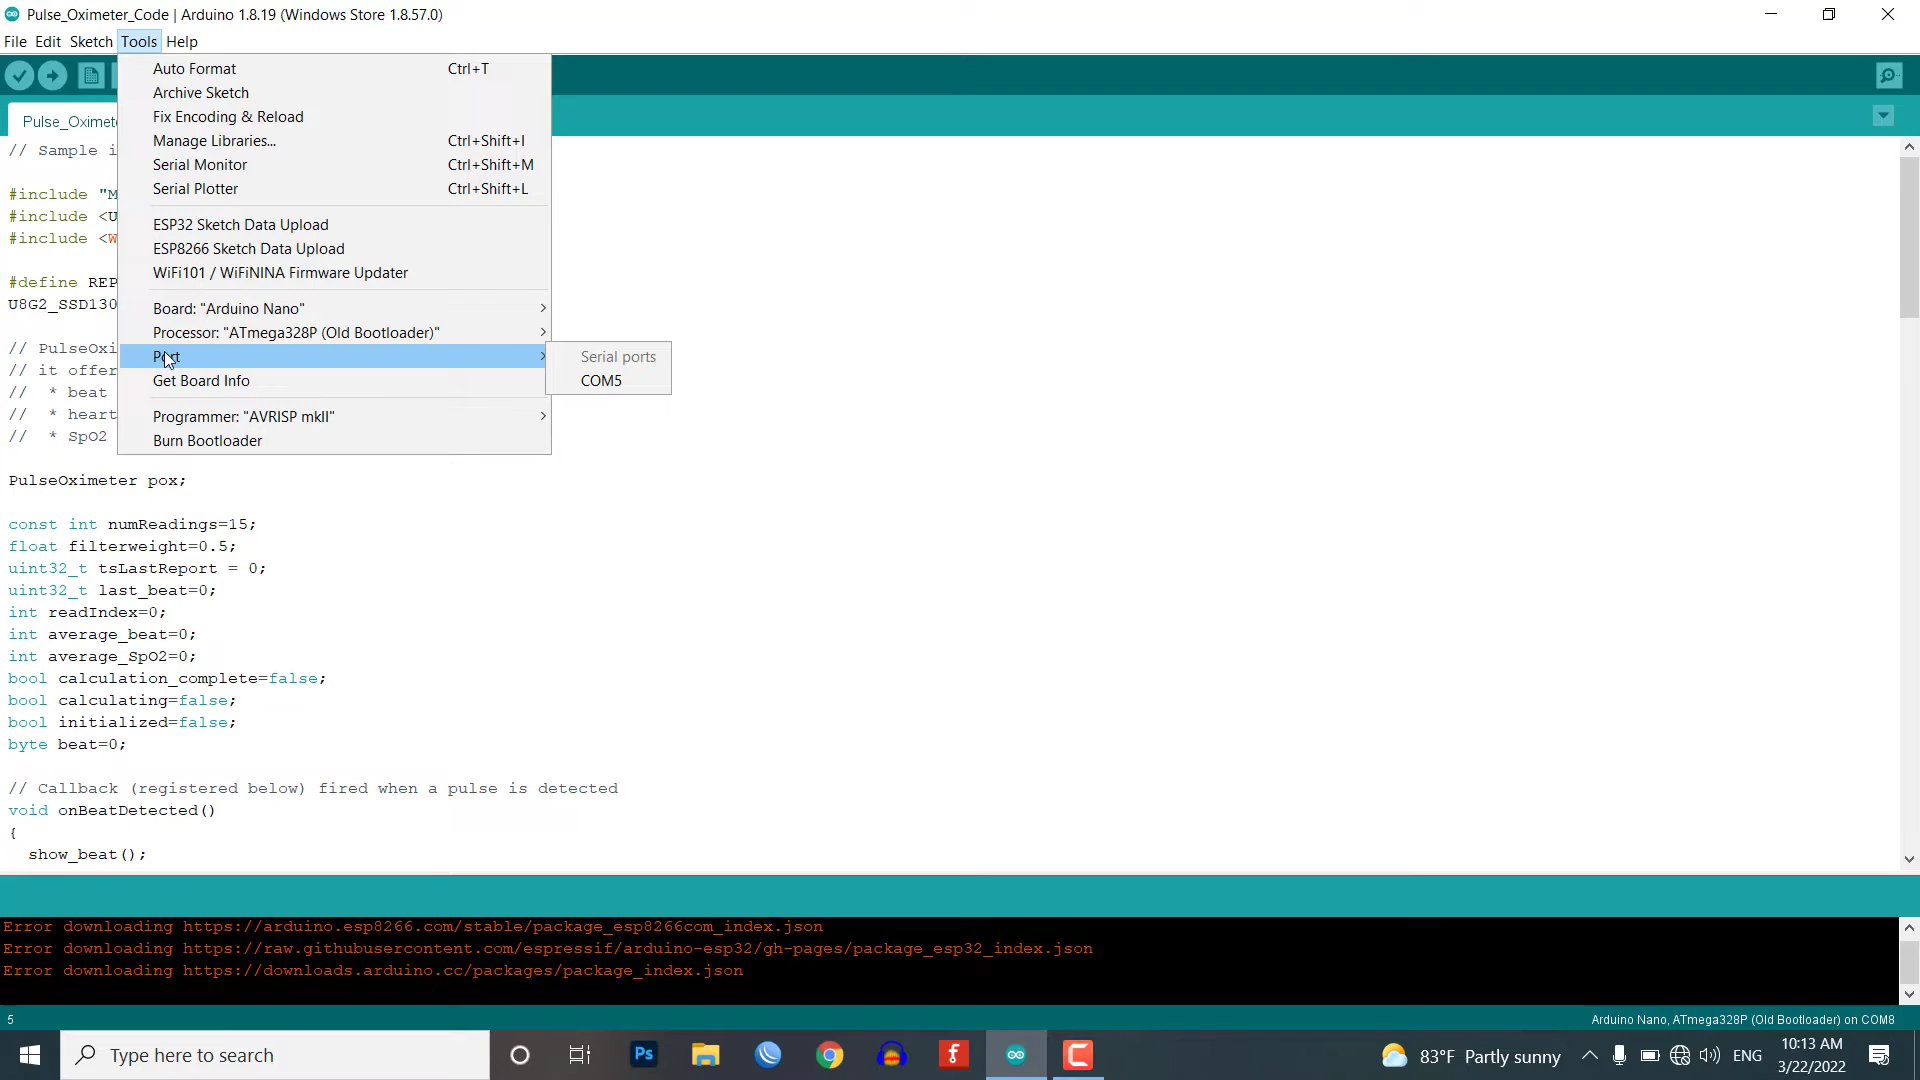 Pulse_Oximeter_Code | Arduino 1.8.19 (Windows Store 1.8.57.0)
File Edit Sketch Tools Help
Auto Format Ctrl+T
Archive Sketch
Fix Encoding & Reload
Manage Libraries... Ctrl+Shift+I
Serial Monitor Ctrl+Shift+M
Serial Plotter Ctrl+Shift+L
ESP32 Sketch Data Upload
ESP8266 Sketch Data Upload
WiFi101 / WiFiNINA Firmware Updater
Board: "Arduino Nano"
Processor: "ATmega328P (Old Bootloader)"
Port
Get Board Info
Programmer: "AVRISP mkII"
Burn Bootloader
Serial ports
COM5
Pulse_Oximet
// Sample i
#include "M
#include <U
#include <W
#define REP
U8G2_SSD130
// PulseOxi
// it offer
// * beat
// * heart
// * SpO2
PulseOximeter pox;
const int numReadings=15;
float filterweight=0.5;
uint32_t tsLastReport = 0;
uint32_t last_beat=0;
int readIndex=0;
int average_beat=0;
int average_SpO2=0;
bool calculation_complete=false;
bool calculating=false;
bool initialized=false;
byte beat=0;
// Callback (registered below) fired when a pulse is detected
void onBeatDetected()
{
show_beat();
Error downloading https://arduino.esp8266.com/stable/package_esp8266com_index.json
Error downloading https://raw.githubusercontent.com/espressif/arduino-esp32/gh-pages/package_esp32_index.json
Error downloading https://downloads.arduino.cc/packages/package_index.json
5 Arduino Nano, ATmega328P (Old Bootloader) on COM8
Type here to search
Ps
83°F Partly sunny
ENG
10:13 AM
3/22/2022